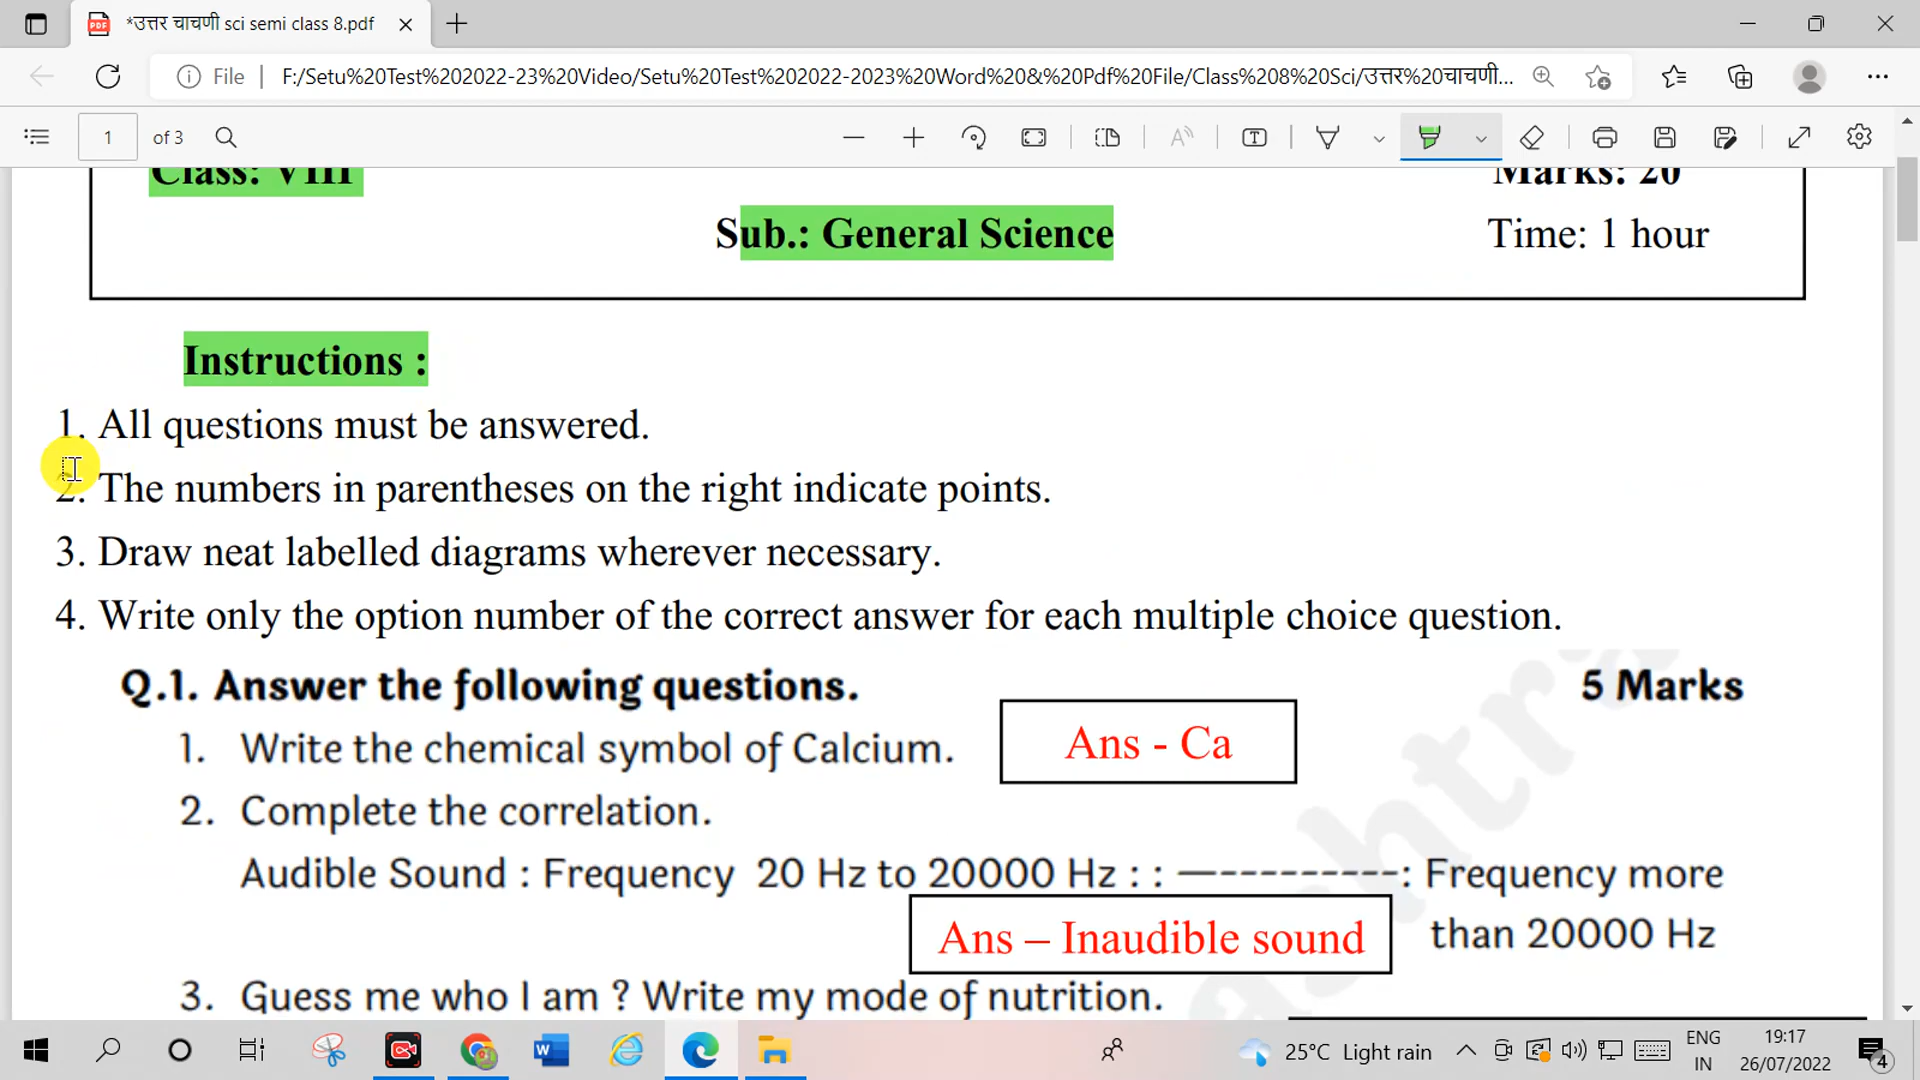 *उत्तर चाचणी sci semi class 8.pdf
File | F:/Setu%20Test%202022-23%20Video/Setu%20Test%202022-2023%20Word%20&%20Pdf%20File/Class%208%20Sci/उत्तर%20चाचणी...
1 of 3
Class: VIII Marks: 20
Sub.: General Science Time: 1 hour
Instructions :
1. All questions must be answered.
2. The numbers in parentheses on the right indicate points.
3. Draw neat labelled diagrams wherever necessary.
4. Write only the option number of the correct answer for each multiple choice question.
Q.1. Answer the following questions. 5 Marks
1. Write the chemical symbol of Calcium. Ans - Ca
2. Complete the correlation.
Audible Sound : Frequency 20 Hz to 20000 Hz : : —----------: Frequency more
Ans – Inaudible sound than 20000 Hz
3. Guess me who I am ? Write my mode of nutrition.
25°C Light rain ENG 19:17
IN 26/07/2022 4